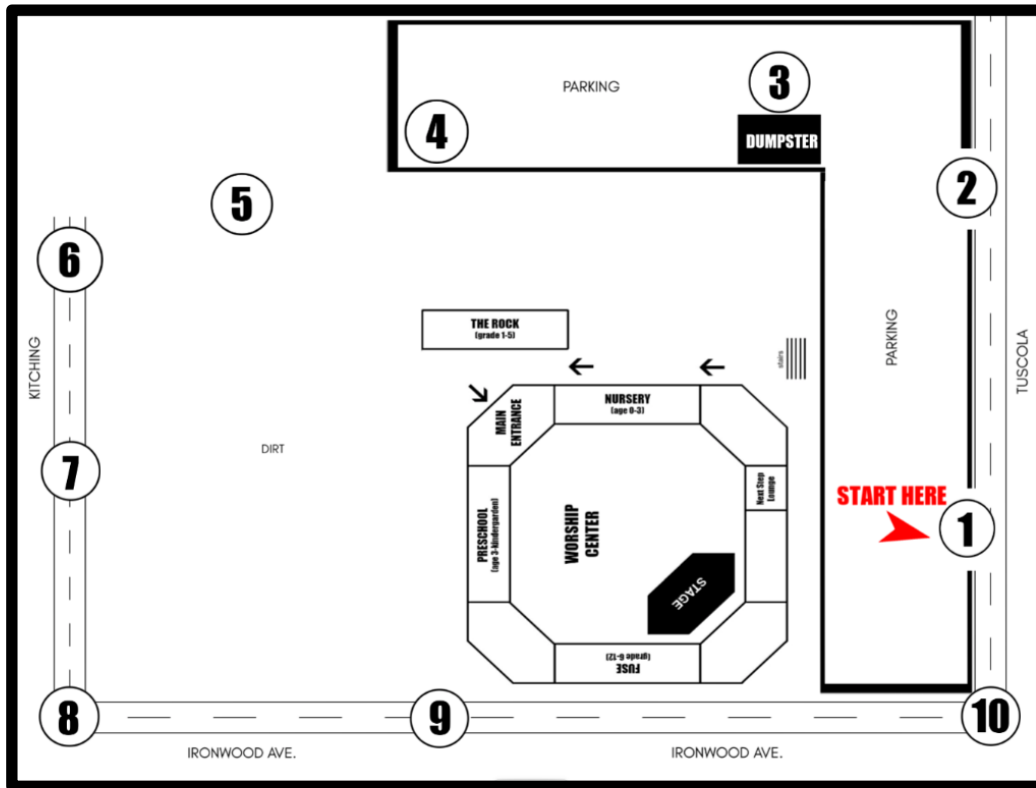 PARKING
3
DUMPSTER
4
2
5
6
THE ROCK
(grade 1-5)
stairs
PARKING
TUSCOLA
KITCHING
NURSERY
(age 0-3)
MAIN
ENTRANCE
DIRT
7
PRESCHOOL
(age 3-kindergarden)
WORSHIP
CENTER
Next Step
Lounge
START HERE
1
STAGE
FUSE
(grade 6-12)
8
9
10
IRONWOOD AVE.
IRONWOOD AVE.